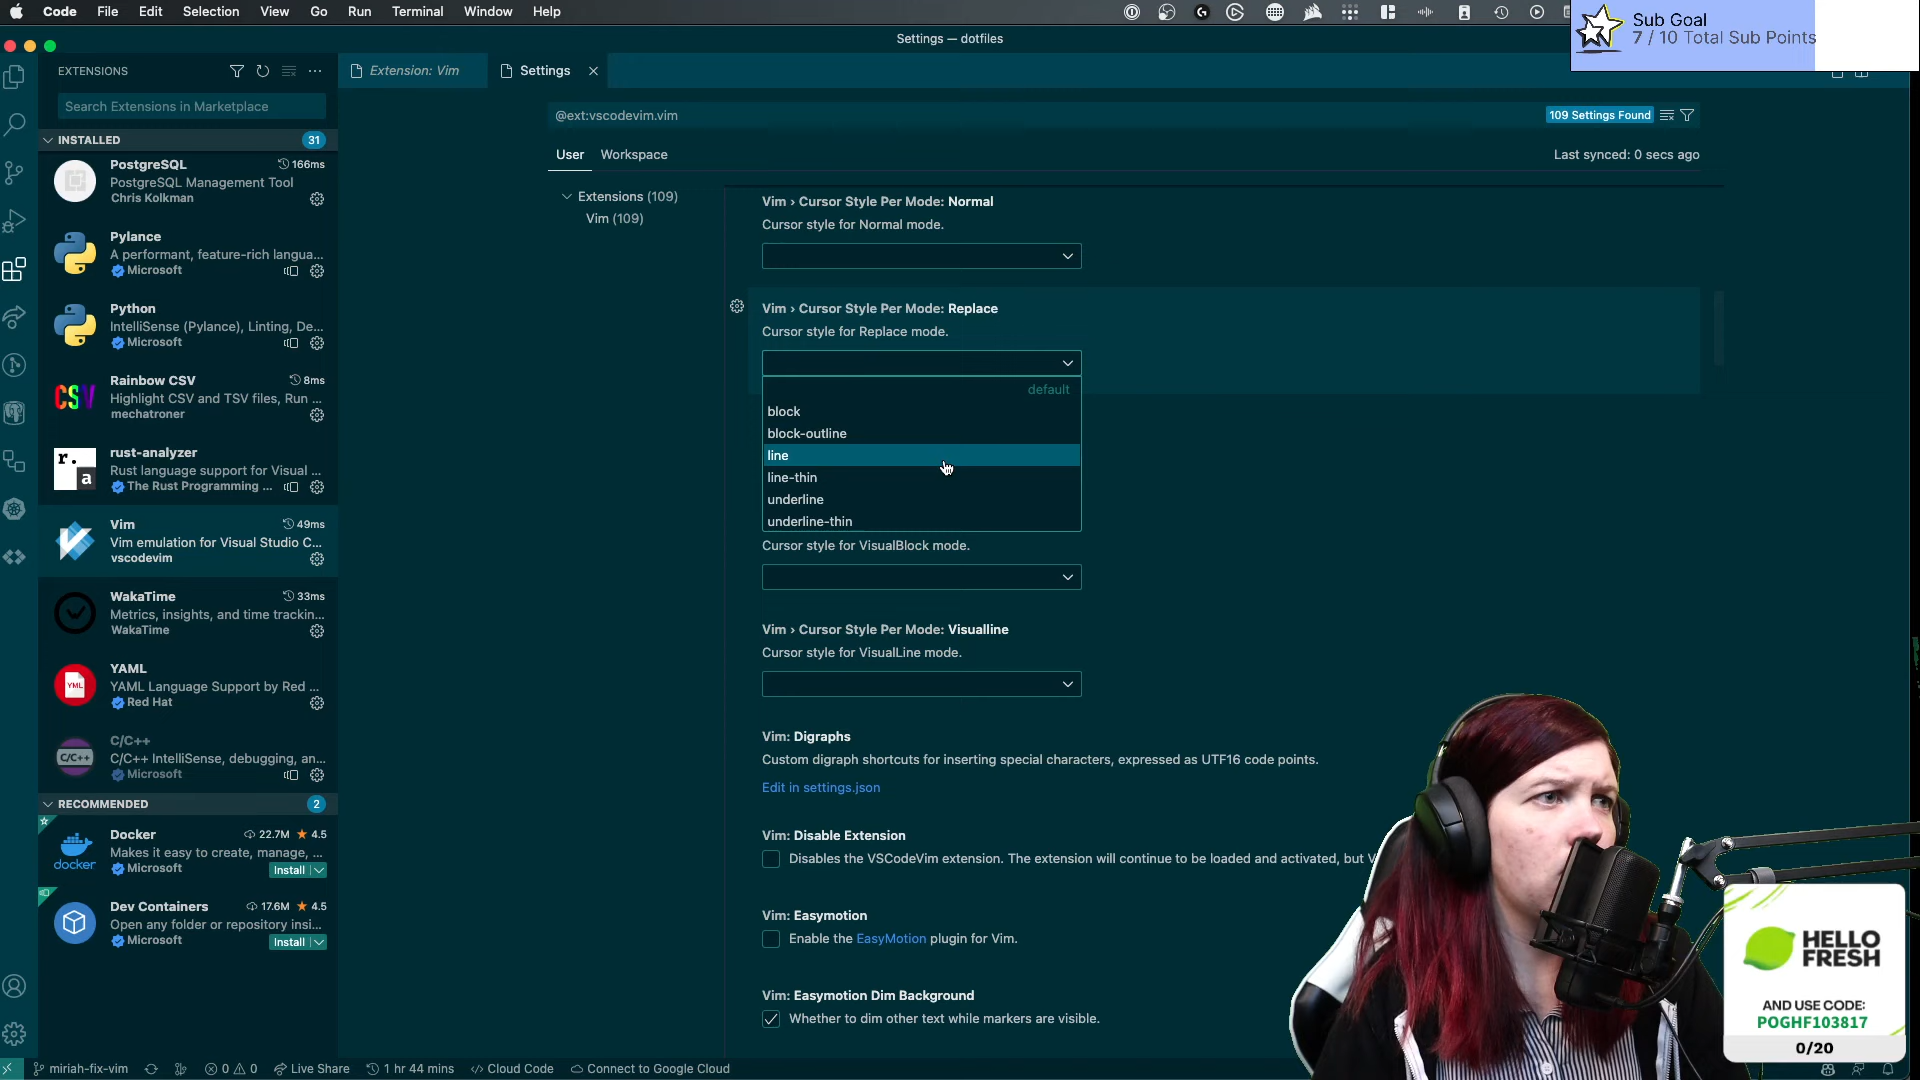 Code File Edit Selection View Go Run Terminal Window Help
Sub Goal
7 / 10 Total Sub Points
Settings — dotfiles
EXTENSIONS
Extension: Vim
Settings
Search Extensions in Marketplace
@ext:vscodevim.vim
109 Settings Found
INSTALLED
31
User Workspace
Last synced: 0 secs ago
PostgreSQL 166ms
PostgreSQL Management Tool
Chris Kolkman
Pylance
A performant, feature-rich langua...
Microsoft
Python
IntelliSense (Pylance), Linting, De...
Microsoft
Rainbow CSV 8ms
Highlight CSV and TSV files, Run ...
mechatroner
CSV
rust-analyzer
Rust language support for Visual ...
The Rust Programming ...
r.
a
Vim 49ms
Vim emulation for Visual Studio C...
vscodevim
WakaTime 33ms
Metrics, insights, and time trackin...
WakaTime
YAML
YAML Language Support by Red ...
Red Hat
YML
C/C++
C/C++ IntelliSense, debugging, an...
Microsoft
C/C++
RECOMMENDED
2
Docker 22.7M ★ 4.5
Makes it easy to create, manage, ...
Microsoft
Install
docker
Dev Containers 17.6M ★ 4.5
Open any folder or repository insi...
Microsoft
Install
Extensions (109)
Vim (109)
Vim › Cursor Style Per Mode: Normal
Cursor style for Normal mode.
Vim › Cursor Style Per Mode: Replace
Cursor style for Replace mode.
default
block
block-outline
line
line-thin
underline
underline-thin
Cursor style for VisualBlock mode.
Vim › Cursor Style Per Mode: Visualline
Cursor style for VisualLine mode.
Vim: Digraphs
Custom digraph shortcuts for inserting special characters, expressed as UTF16 code points.
Edit in settings.json
Vim: Disable Extension
Disables the VSCodeVim extension. The extension will continue to be loaded and activated, but V
Vim: Easymotion
Enable the EasyMotion plugin for Vim.
Vim: Easymotion Dim Background
Whether to dim other text while markers are visible.
HELLO
FRESH
AND USE CODE:
POGHF103817
0/20
miriah-fix-vim 0 0 Live Share 1 hr 44 mins Cloud Code Connect to Google Cloud